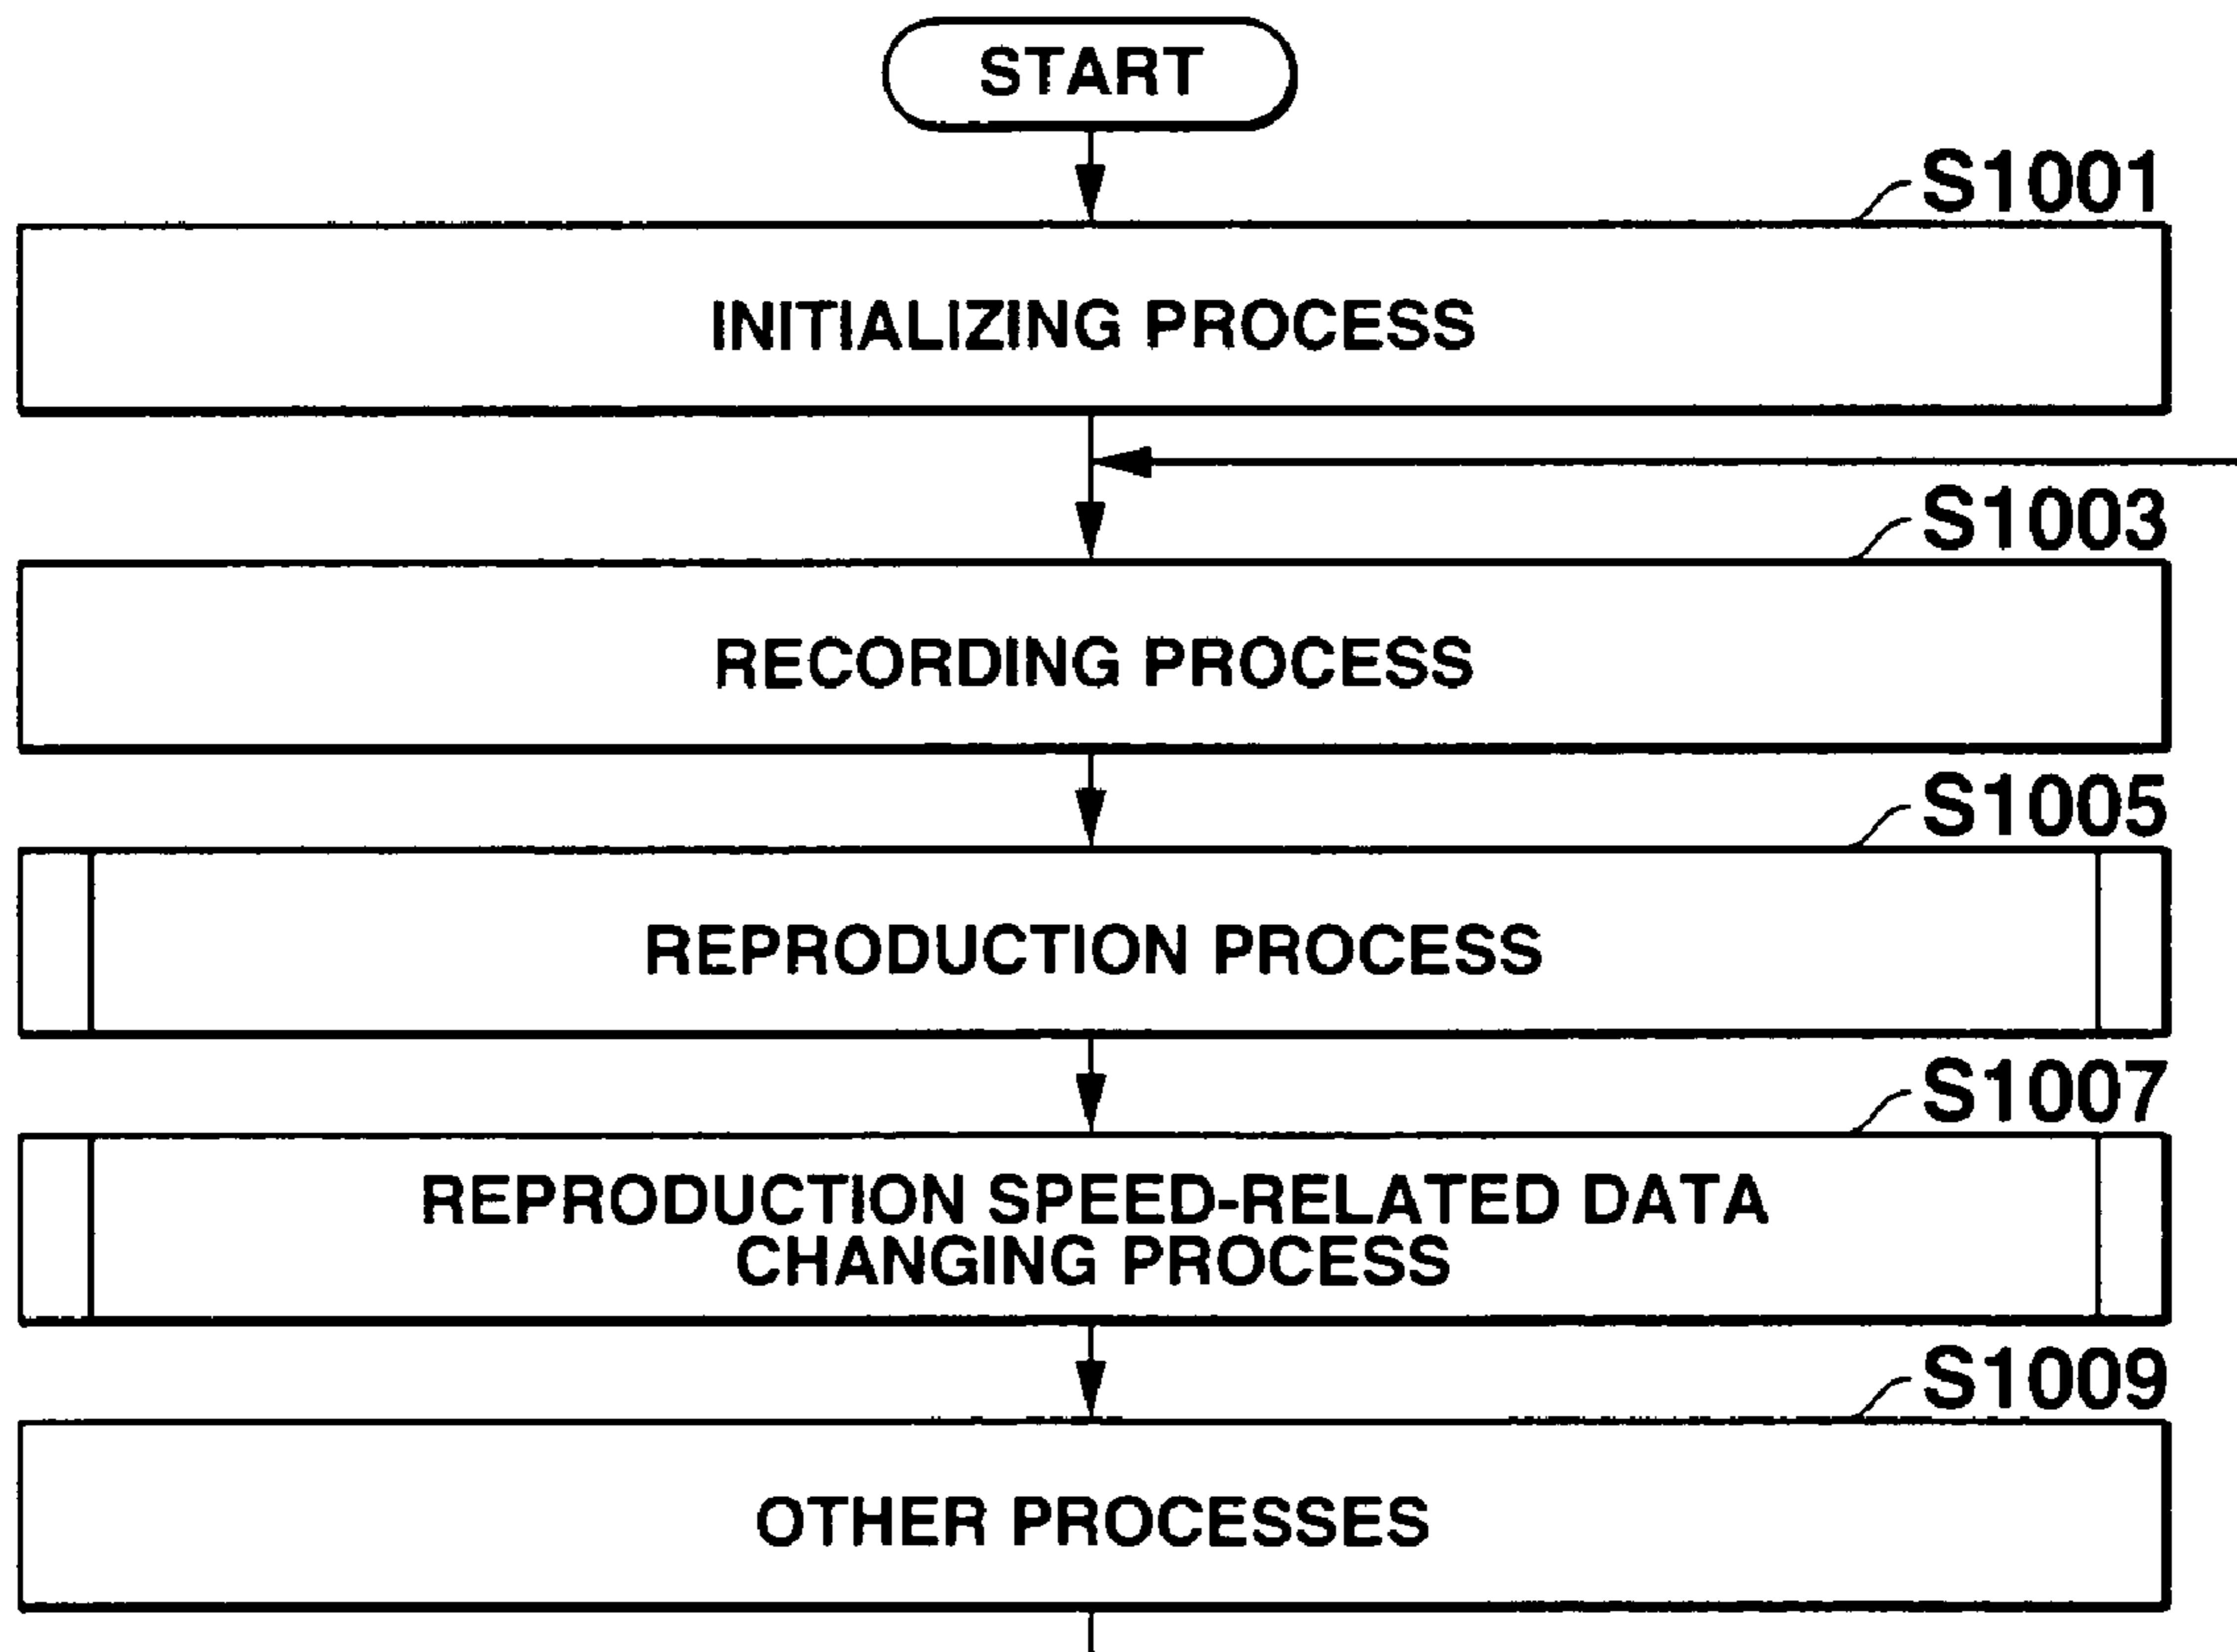 START
S1001
INITIALIZING PROCESS
S1003
RECORDING PROCESS
S1005
REPRODUCTION PROCESS
S1007
REPRODUCTION SPEED-RELATED DATA
CHANGING PROCESS
S1009
OTHER PROCESSES